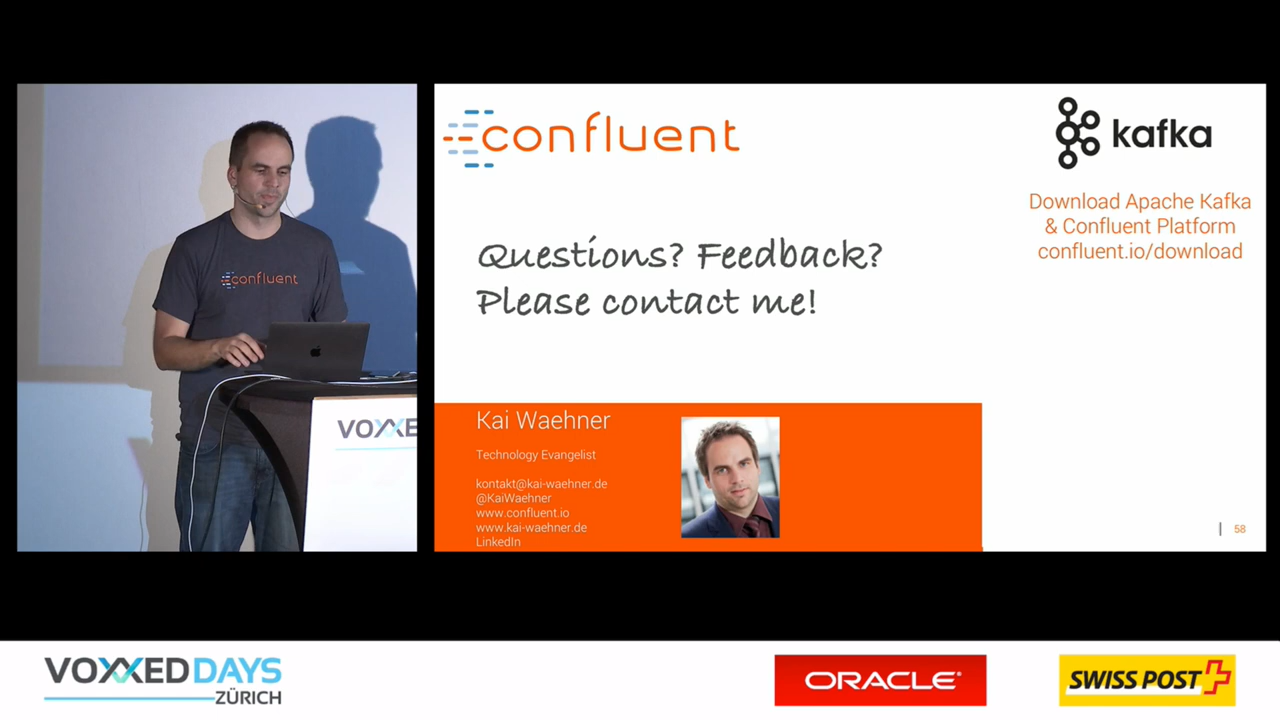 confluent
VOXXE
confluent
kafka
Download Apache Kafka
& Confluent Platform
confluent.io/download
Questions? Feedback?
Please contact me!
Kai Waehner
Technology Evangelist
kontakt@kai-waehner.de
@KaiWaehner
www.confluent.io
www.kai-waehner.de
LinkedIn
| 58
VOXXED DAYS
ZÜRICH
ORACLE®
SWISS POST